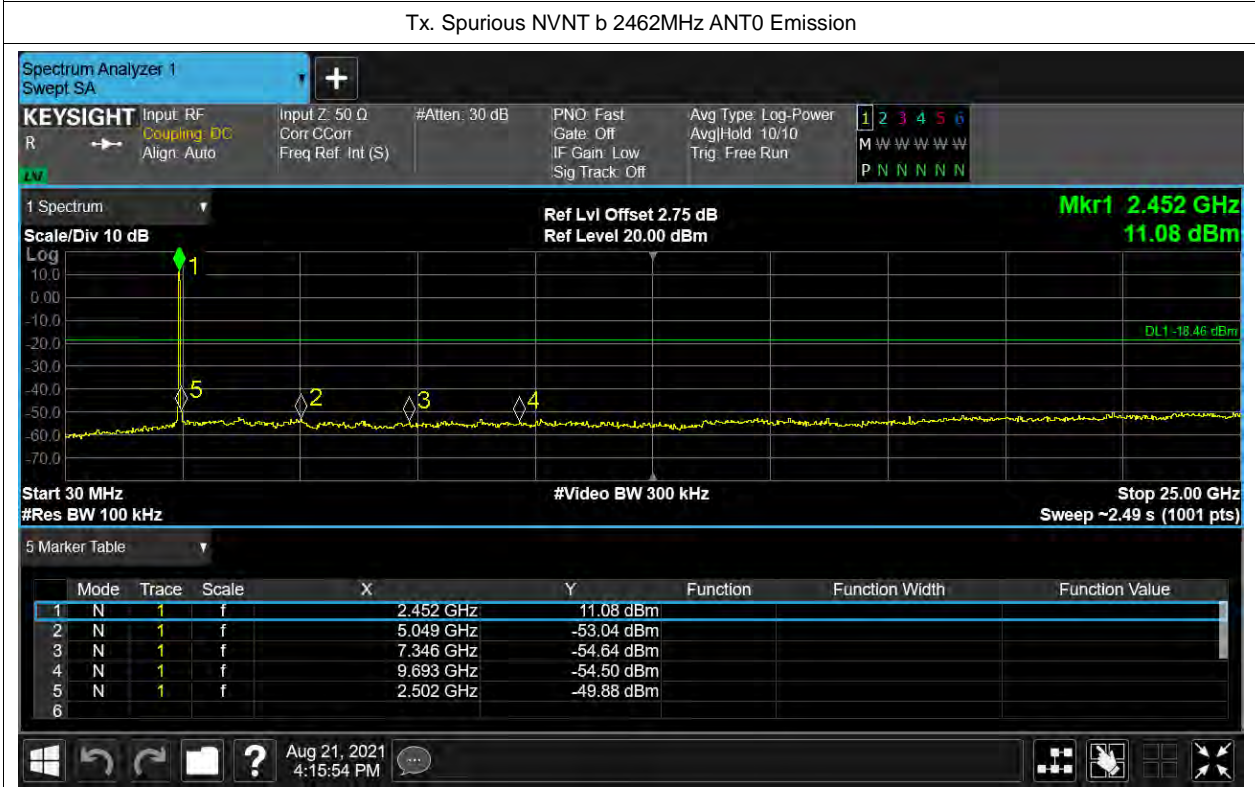 Tx. Spurious NVNT b 2462MHz ANT0 Emission
Spectrum Analyzer 1
Swept SA
+
KEYSIGHT Input: RF Input Z: 50 Ω #Atten: 30 dB PNO: Fast Avg Type: Log-Power 1 2 3 4 5 6
R Coupling: DC Corr CCorr Gate: Off Avg|Hold: 10/10 M W W W W W
Align: Auto Freq Ref: Int (S) IF Gain: Low Trig: Free Run
Sig Track: Off P N N N N N
1 Spectrum Ref Lvl Offset 2.75 dB Mkr1 2.452 GHz
Scale/Div 10 dB Ref Level 20.00 dBm 11.08 dBm
Log
1
10.0
0.00
-10.0
DL1 -18.46 dBm
-20.0
-30.0
-40.0
5 2 3 4
-50.0
-60.0
-70.0
Start 30 MHz #Video BW 300 kHz Stop 25.00 GHz
#Res BW 100 kHz Sweep ~2.49 s (1001 pts)
5 Marker Table
Mode Trace Scale X Y Function Function Width Function Value
1 N 1 f 2.452 GHz 11.08 dBm
2 N 1 f 5.049 GHz -53.04 dBm
3 N 1 f 7.346 GHz -54.64 dBm
4 N 1 f 9.693 GHz -54.50 dBm
5 N 1 f 2.502 GHz -49.88 dBm
6
? Aug 21, 2021
4:15:54 PM